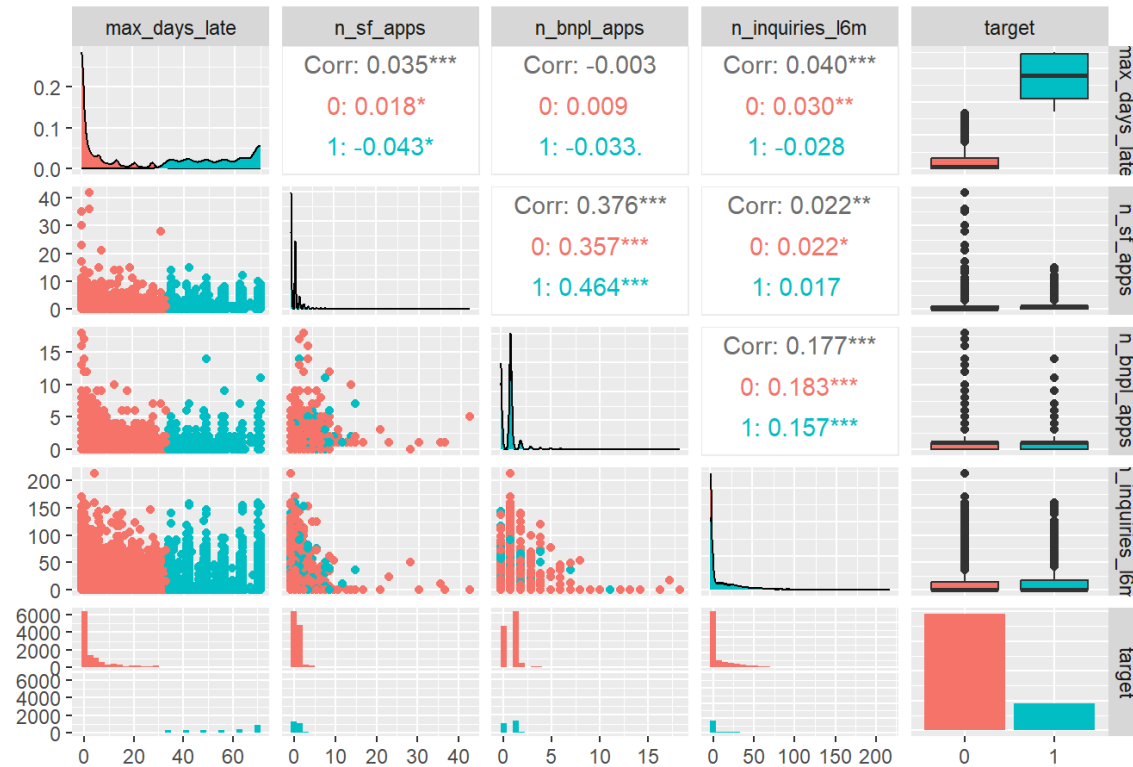 max_days_late n_sf_apps n_bnpl_apps n_inquiries_l6m target
0.2
0.1
0.0
Corr: 0.035***
0: 0.018*
1: -0.043*
Corr: -0.003
0: 0.009
1: -0.033.
Corr: 0.040***
0: 0.030**
1: -0.028
max_days_late
40
30
20
10
0
Corr: 0.376***
0: 0.357***
1: 0.464***
Corr: 0.022**
0: 0.022*
1: 0.017
n_sf_apps
15
10
5
0
Corr: 0.177***
0: 0.183***
1: 0.157***
n_bnpl_apps
200
150
100
50
0
n_inquiries_l6m
6000
4000
2000
0
6000
4000
2000
0
target
0 20 40 60 0 10 20 30 40 0 5 10 15 0 50 100 150 200 0 1